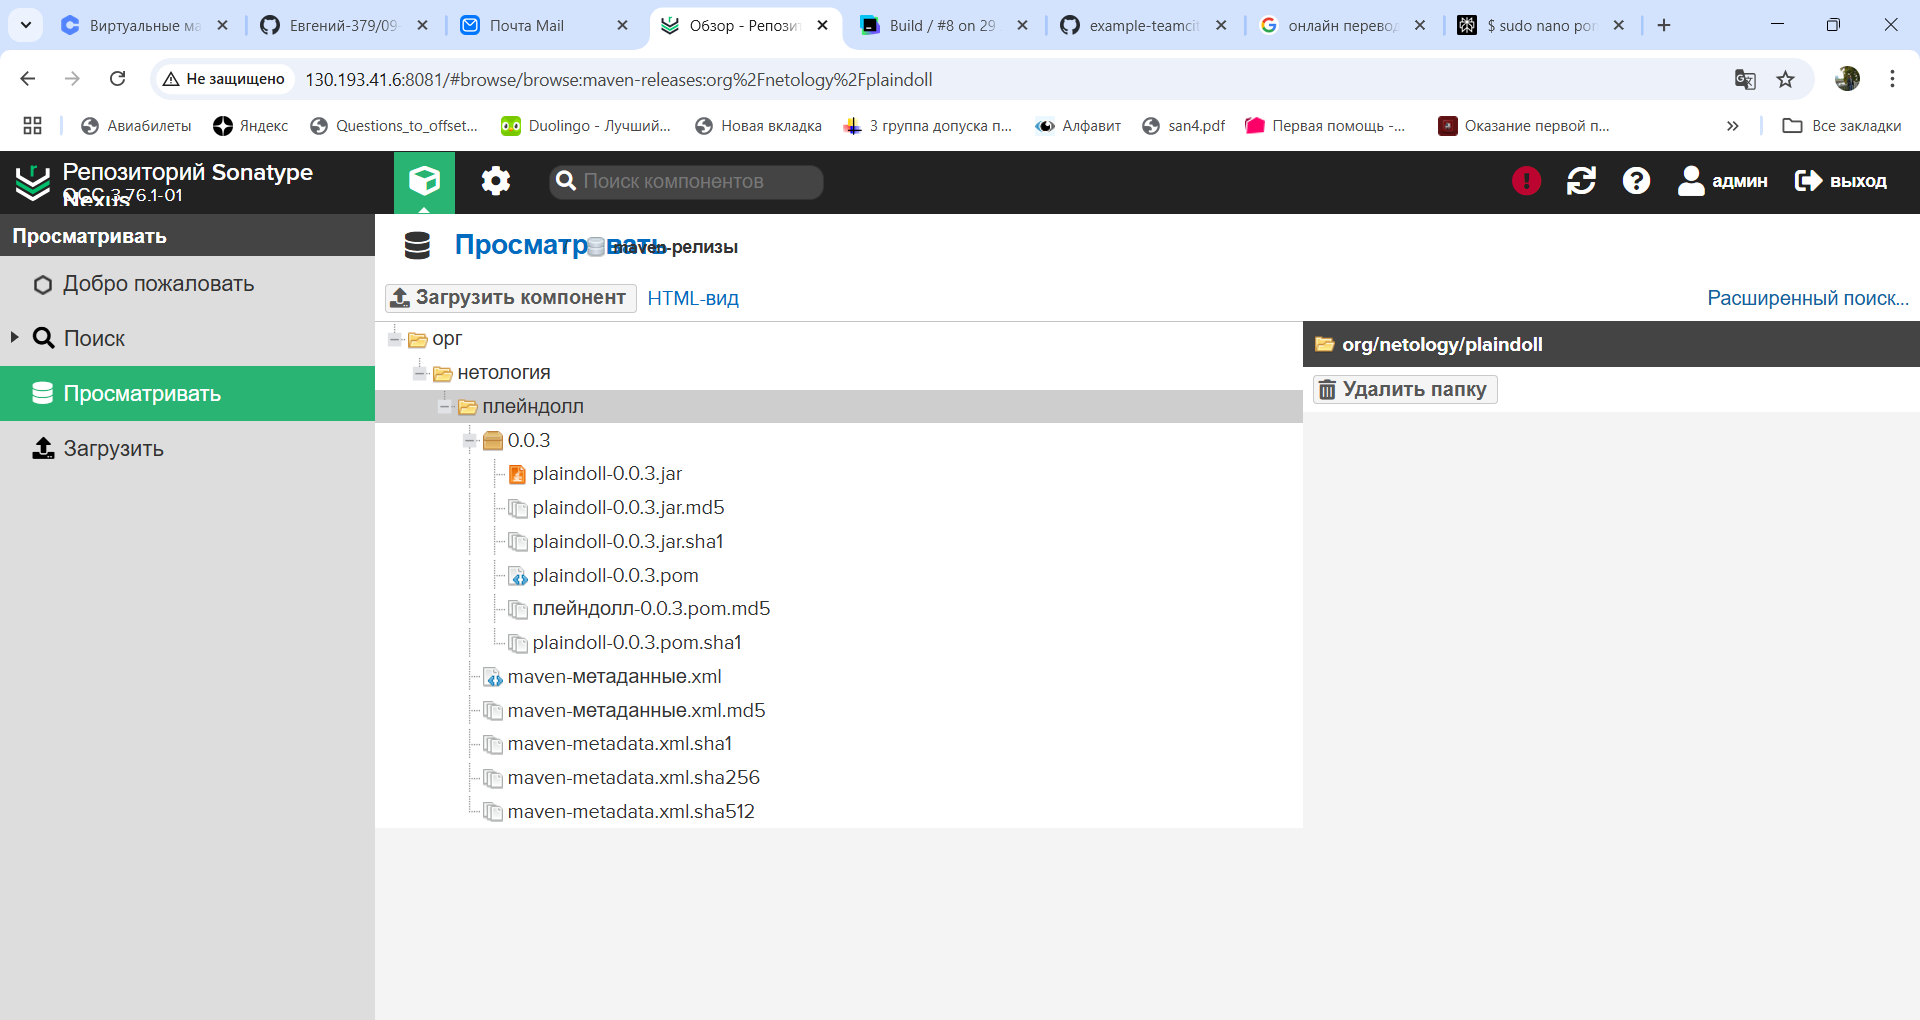 Виртуальные ма
Евгений-379/09-
Почта Mail
Обзор - Репози
Build / #8 on 29
example-teamcit
онлайн перевод
$ sudo nano pom
Не защищено
130.193.41.6:8081/#browse/browse:maven-releases:org%2Fnetology%2Fplaindoll
Авиабилеты
Яндекс
Questions_to_offset...
Duolingo - Лучший...
Новая вкладка
3 группа допуска п...
Алфавит
san4.pdf
Первая помощь -...
Оказание первой п...
»
Все закладки
Репозиторий Sonatype
Nexus
OCC 3.76.1-01
Поиск компонентов
админ
выход
Просматривать
Добро пожаловать
Поиск
Просматривать
Загрузить
Просматривать
maven-релизы
Загрузить компонент
HTML-вид
Расширенный поиск...
орг
нетология
плейндолл
0.0.3
plaindoll-0.0.3.jar
plaindoll-0.0.3.jar.md5
plaindoll-0.0.3.jar.sha1
plaindoll-0.0.3.pom
плейндолл-0.0.3.pom.md5
plaindoll-0.0.3.pom.sha1
maven-метаданные.xml
maven-метаданные.xml.md5
maven-metadata.xml.sha1
maven-metadata.xml.sha256
maven-metadata.xml.sha512
org/netology/plaindoll
Удалить папку